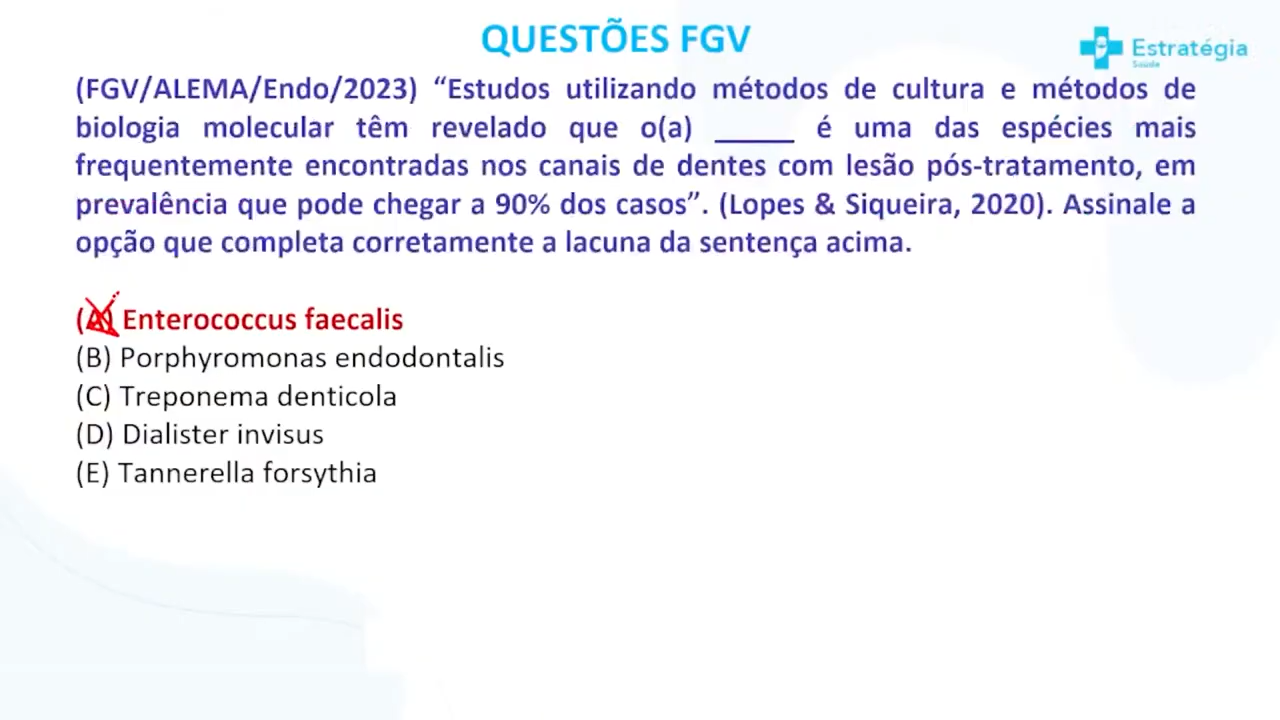 QUESTÕES FGV
Estratégia
Saúde
(FGV/ALEMA/Endo/2023) “Estudos utilizando métodos de cultura e métodos de
biologia molecular têm revelado que o(a) _____ é uma das espécies mais
frequentemente encontradas nos canais de dentes com lesão pós-tratamento, em
prevalência que pode chegar a 90% dos casos”. (Lopes & Siqueira, 2020). Assinale a
opção que completa corretamente a lacuna da sentença acima.
(A) Enterococcus faecalis
(B) Porphyromonas endodontalis
(C) Treponema denticola
(D) Dialister invisus
(E) Tannerella forsythia